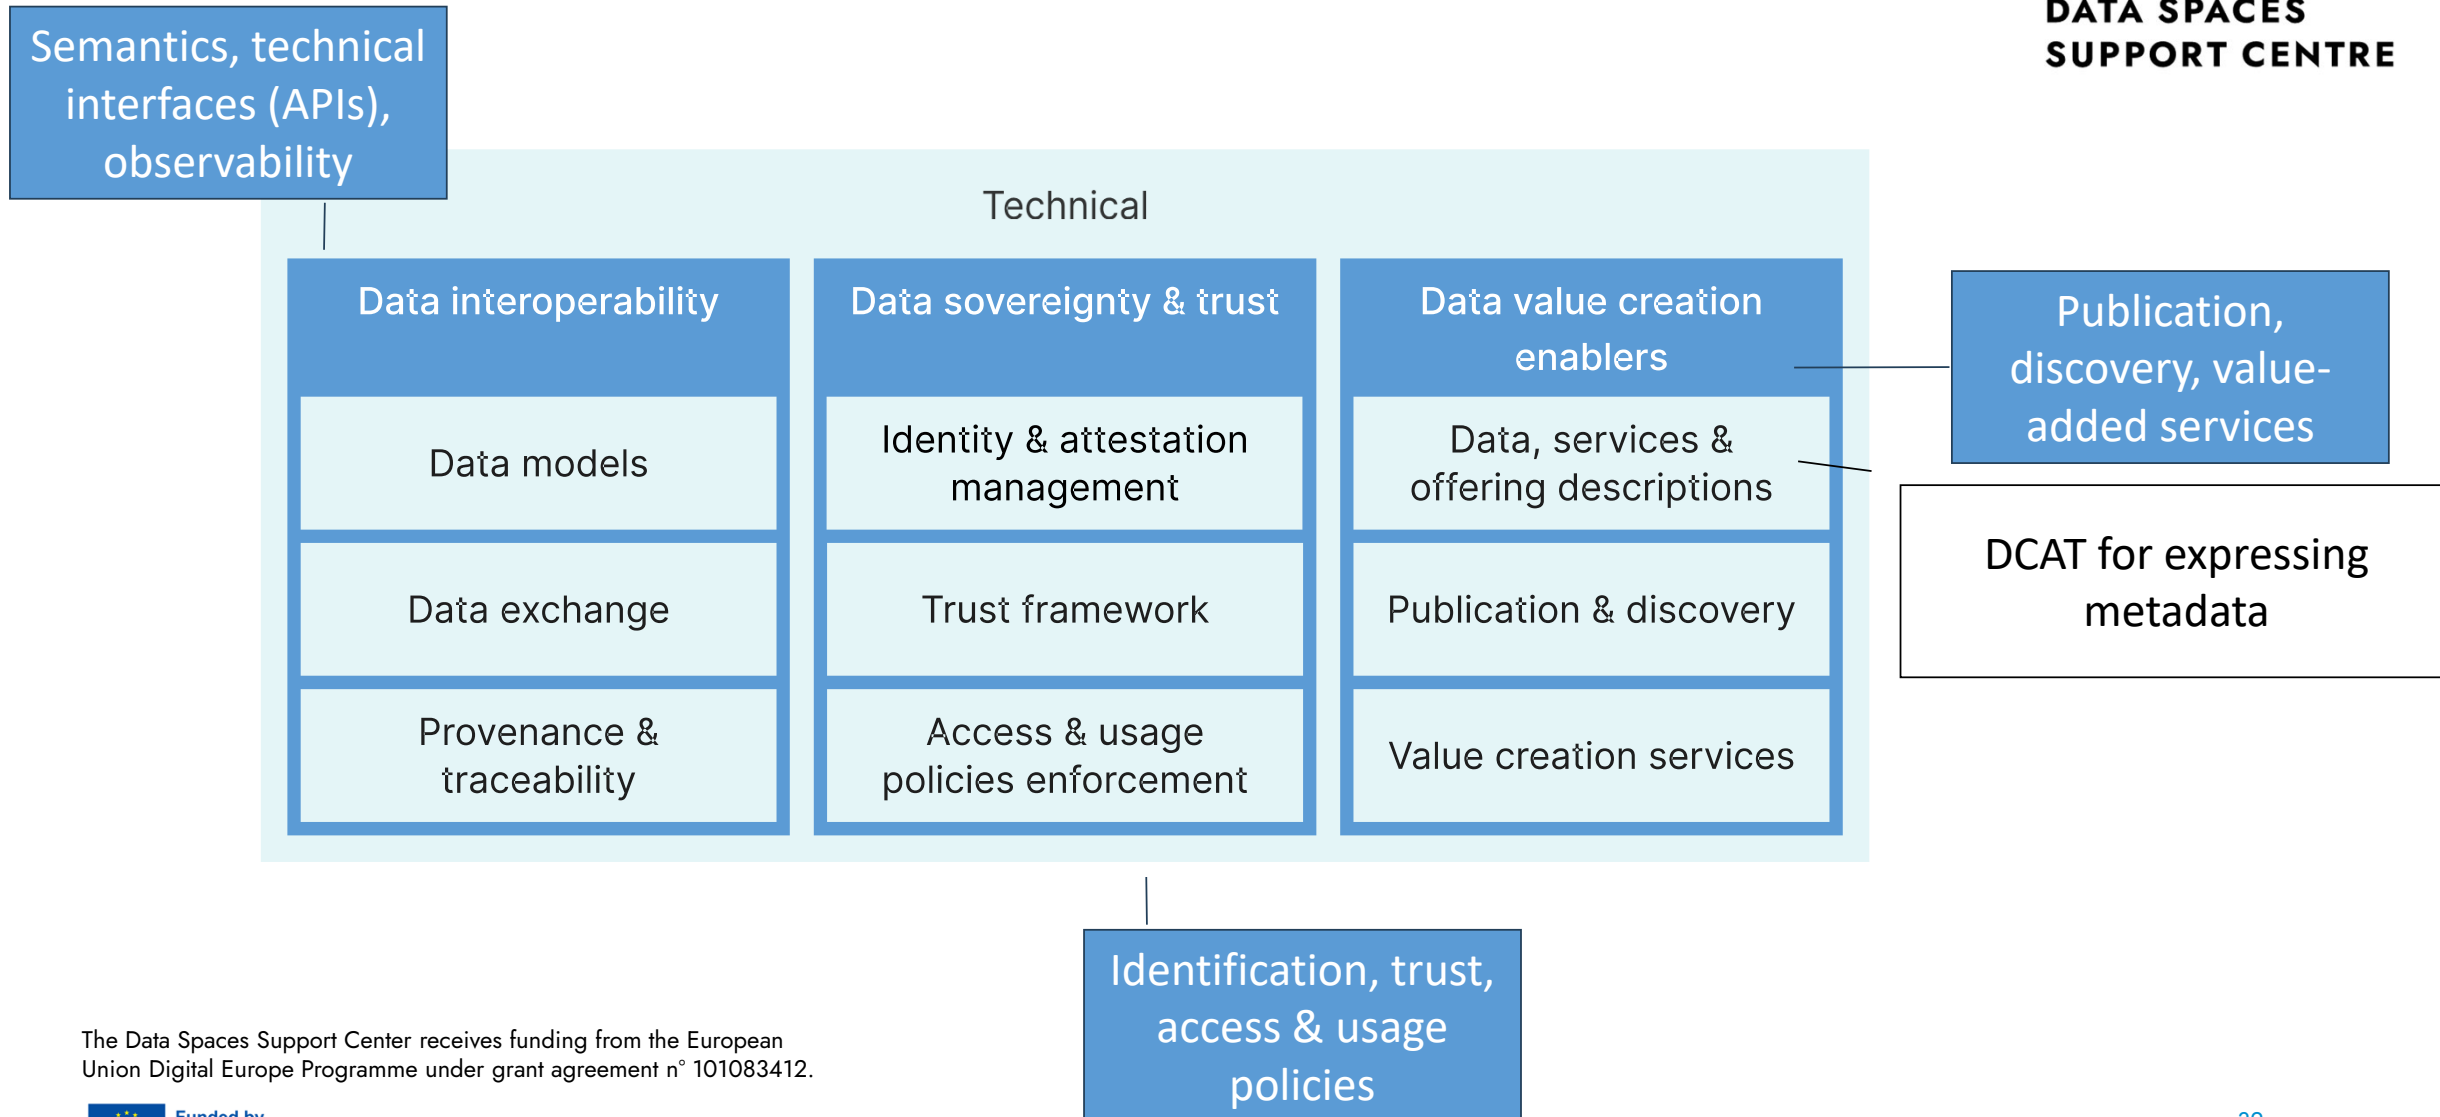 DATA SPACES
SUPPORT CENTRE
Semantics, technical
interfaces (APIs),
observability
Technical
Data interoperability
Data models
Data exchange
Provenance &
traceability
Data sovereignty & trust
Identity & attestation
management
Trust framework
Access & usage
policies enforcement
Data value creation
enablers
Data, services &
offering descriptions
Publication & discovery
Value creation services
Publication,
discovery, value-
added services
DCAT for expressing
metadata
Identification, trust,
access & usage
policies
The Data Spaces Support Center receives funding from the European
Union Digital Europe Programme under grant agreement n° 101083412.
Funded by